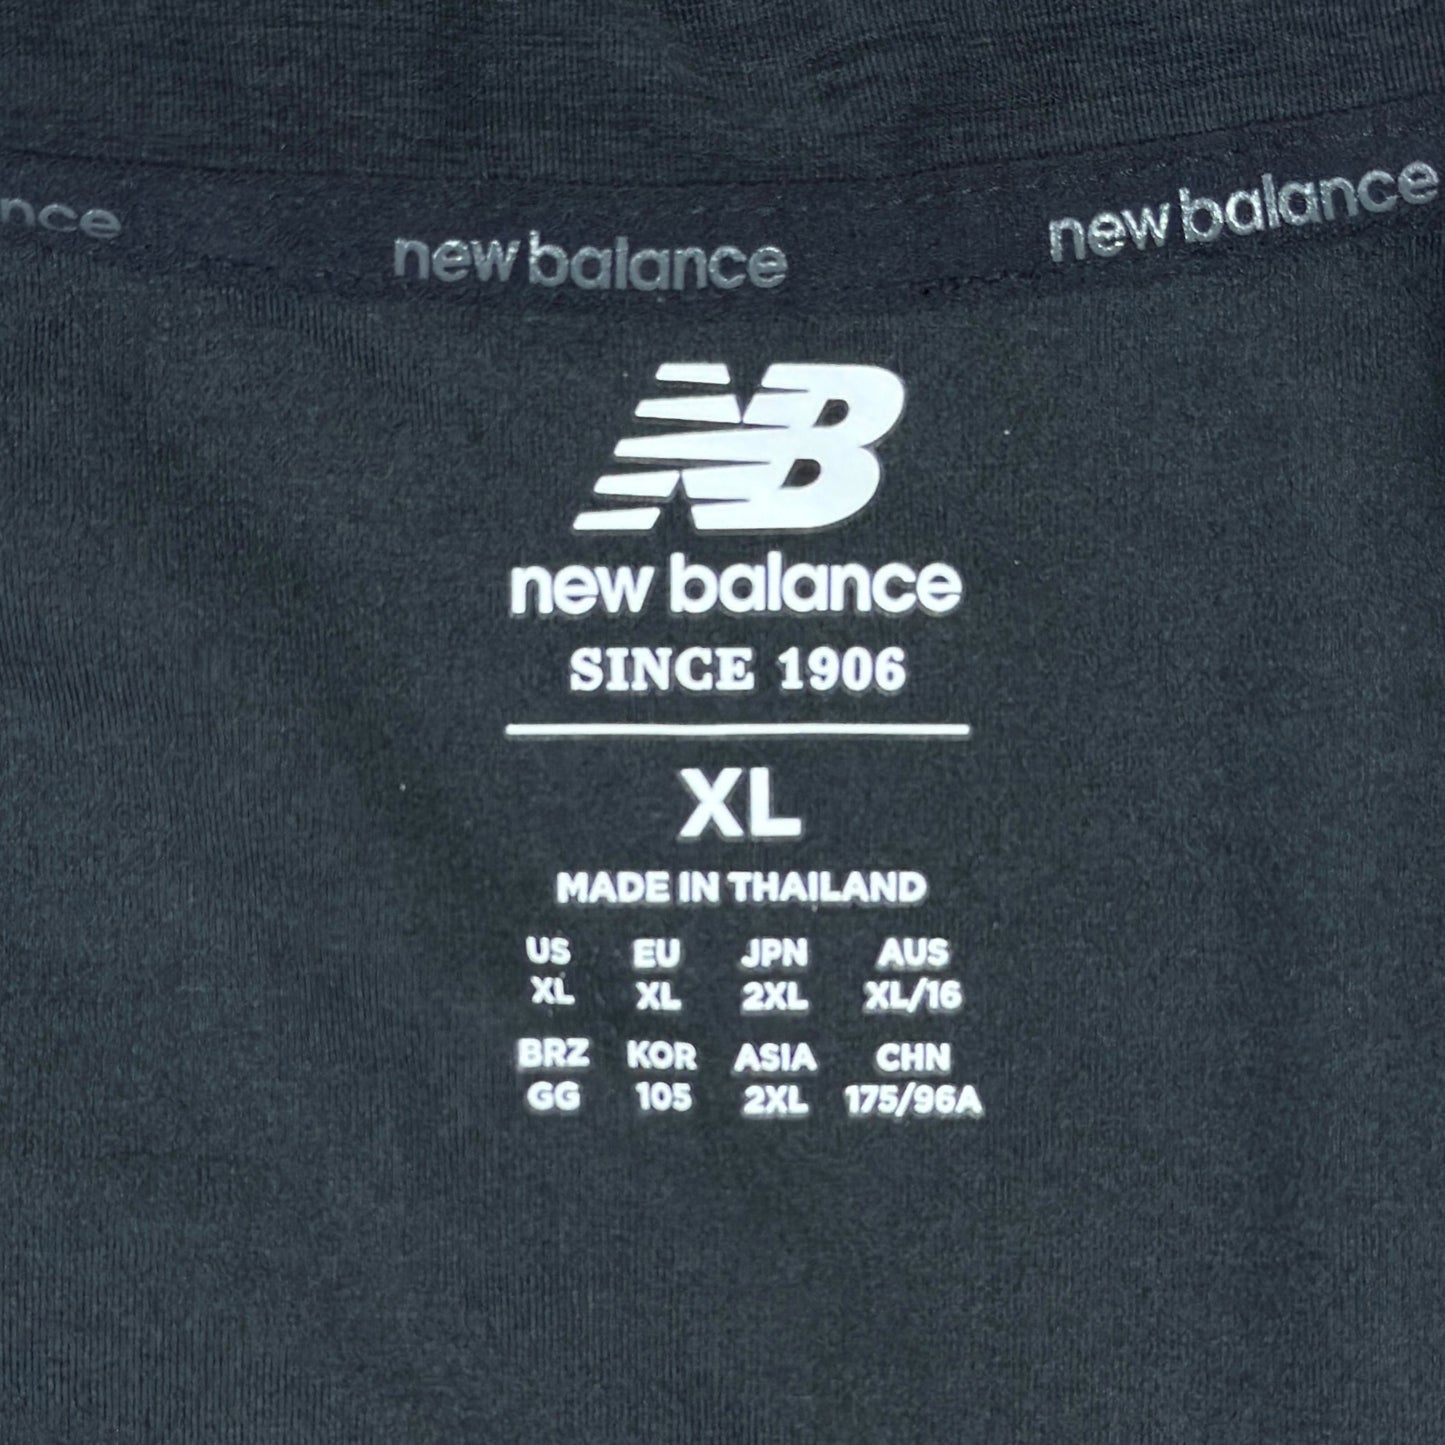 nce new balance new balance
NB
new balance
SINCE 1906
XL
MADE IN THAILAND
US EU JPN AUS
XL XL 2XL XL/16
BRZ KOR ASIA CHN
GG 105 2XL 175/96A